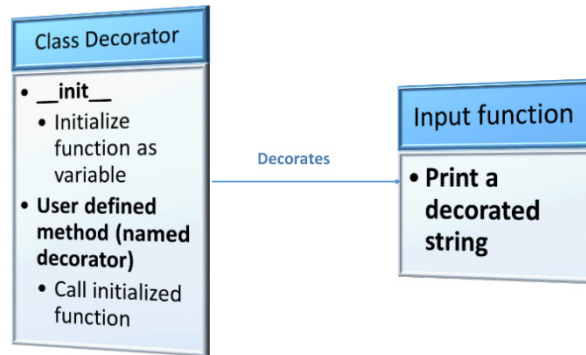 Class Decorator
• __init__
• Initialize
function as
variable
• User defined
method (named
decorator)
• Call initialized
function
Decorates
Input function
• Print a
decorated
string